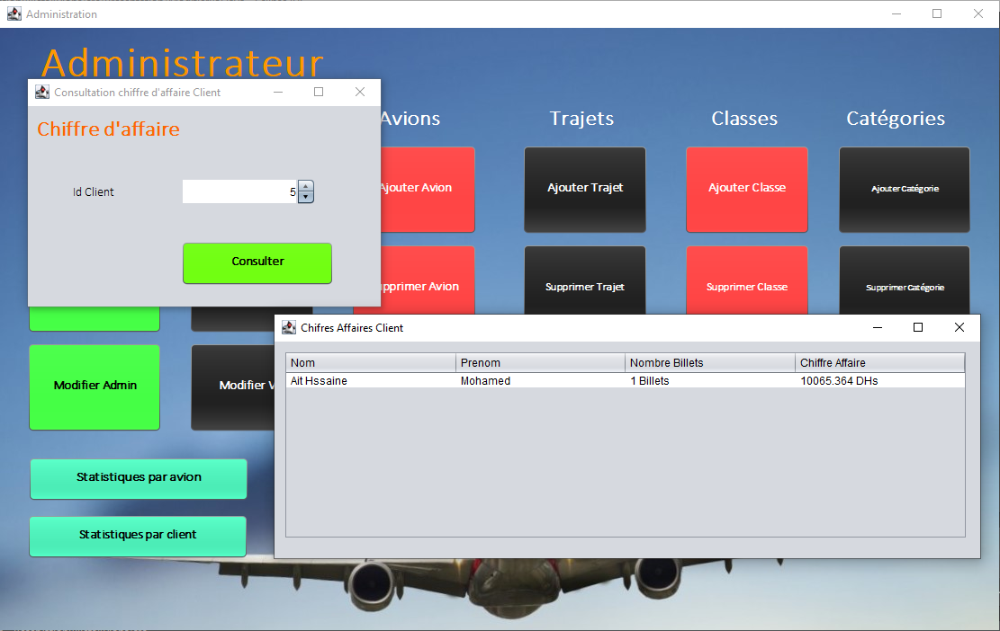 Administration
Administrateur
Consultation chiffre d'affaire Client
Chiffre d'affaire
Id Client
5
Consulter
Avions
Trajets
Classes
Catégories
Ajouter Avion
Ajouter Trajet
Ajouter Classe
Ajouter Catégorie
Supprimer Trajet
Supprimer Classe
Supprimer Catégorie
Avion
Modifier Admin
Modifier
Statistiques par avion
Statistiques par client
Chifres Affaires Client
Nom Prenom Nombre Billets Chiffre Affaire
Ait Hssaine Mohamed 1 Billets 10065.364 DHs